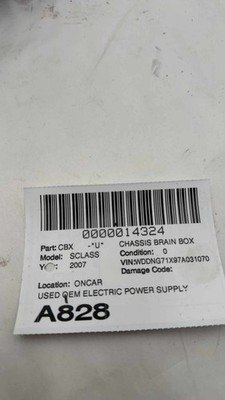 0000014324
Part: CBX -"U" CHASSIS BRAIN BOX
Model: SCLASS Condition: 0
2007 VIN:WDDNG71X97A031070
Damage Code:
Location: ONCAR
USED OEM ELECTRIC POWER SUPPLY
A828